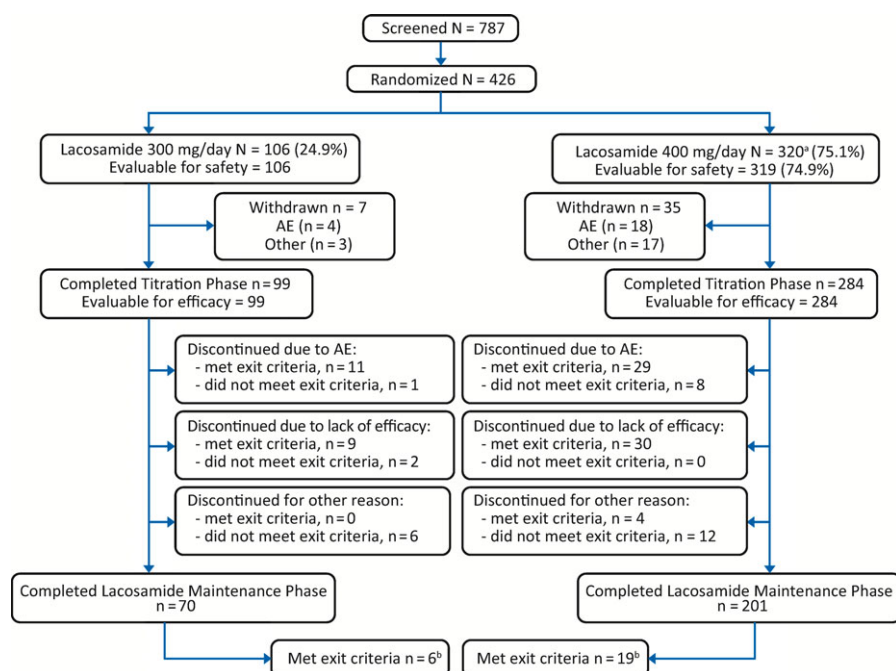 Screened N = 787
Randomized N = 426
Lacosamide 300 mg/day N = 106 (24.9%)
Evaluable for safety = 106
Lacosamide 400 mg/day N = 320ᵃ (75.1%)
Evaluable for safety = 319 (74.9%)
Withdrawn n = 7
AE (n = 4)
Other (n = 3)
Withdrawn n = 35
AE (n = 18)
Other (n = 17)
Completed Titration Phase n = 99
Evaluable for efficacy = 99
Completed Titration Phase n = 284
Evaluable for efficacy = 284
Discontinued due to AE:
- met exit criteria, n = 11
- did not meet exit criteria, n = 1
Discontinued due to AE:
- met exit criteria, n = 29
- did not meet exit criteria, n = 8
Discontinued due to lack of efficacy:
- met exit criteria, n = 9
- did not meet exit criteria, n = 2
Discontinued due to lack of efficacy:
- met exit criteria, n = 30
- did not meet exit criteria, n = 0
Discontinued for other reason:
- met exit criteria, n = 0
- did not meet exit criteria, n = 6
Discontinued for other reason:
- met exit criteria, n = 4
- did not meet exit criteria, n = 12
Completed Lacosamide Maintenance Phase
n = 70
Completed Lacosamide Maintenance Phase
n = 201
Met exit criteria n = 6ᵇ
Met exit criteria n = 19ᵇ